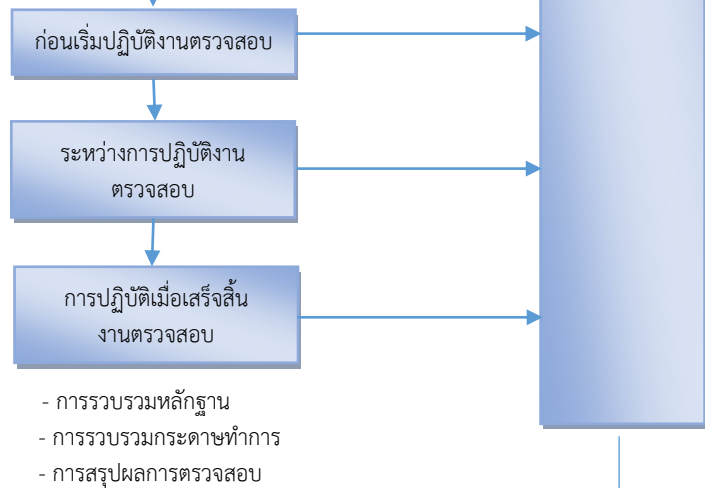 ก่อนเริ่มปฏิบัติงานตรวจสอบ
ระหว่างการปฏิบัติงาน
ตรวจสอบ
การปฏิบัติเมื่อเสร็จสิ้น
งานตรวจสอบ
- การรวบรวมหลักฐาน
- การรวบรวมกระดาษทำการ
- การสรุปผลการตรวจสอบ